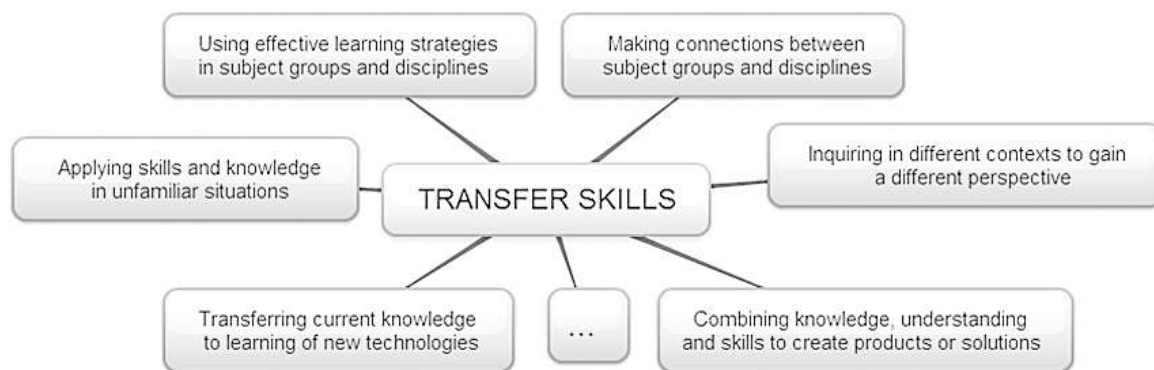 Using effective learning strategies
in subject groups and disciplines
Making connections between
subject groups and disciplines
Applying skills and knowledge
in unfamiliar situations
TRANSFER SKILLS
Inquiring in different contexts to gain
a different perspective
Transferring current knowledge
to learning of new technologies
...
Combining knowledge, understanding
and skills to create products or solutions